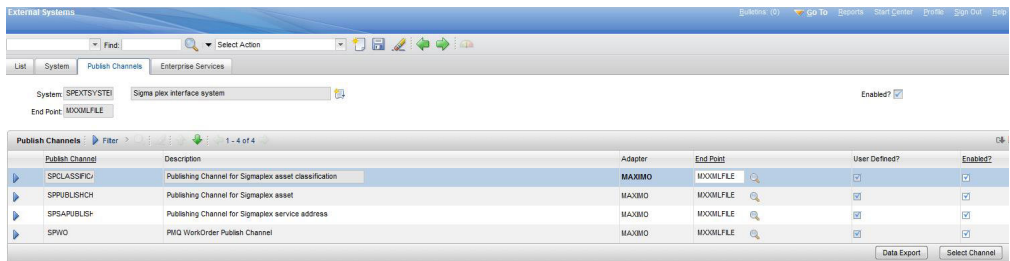 External Systems
Bulletins: (0) Go To Reports Start Center Profile Sign Out Help
Find: Select Action
List System Publish Channels Enterprise Services
System: SPEXTSYSTEI Sigma plex interface system Enabled?
End Point: MXXMLFILE
Publish Channels Filter 1 - 4 of 4
Publish Channel Description Adapter End Point User Defined? Enabled?
SPCLASSIFIC Publishing Channel for Sigmaplex asset classification MAXIMO MXXMLFILE
SPPUBLISHCH Publishing Channel for Sigmaplex asset MAXIMO MXXMLFILE
SPSAPUBLISH Publishing Channel for Sigmaplex service address MAXIMO MXXMLFILE
SPWO PMQ WorkOrder Publish Channel MAXIMO MXXMLFILE
Data Export Select Channel